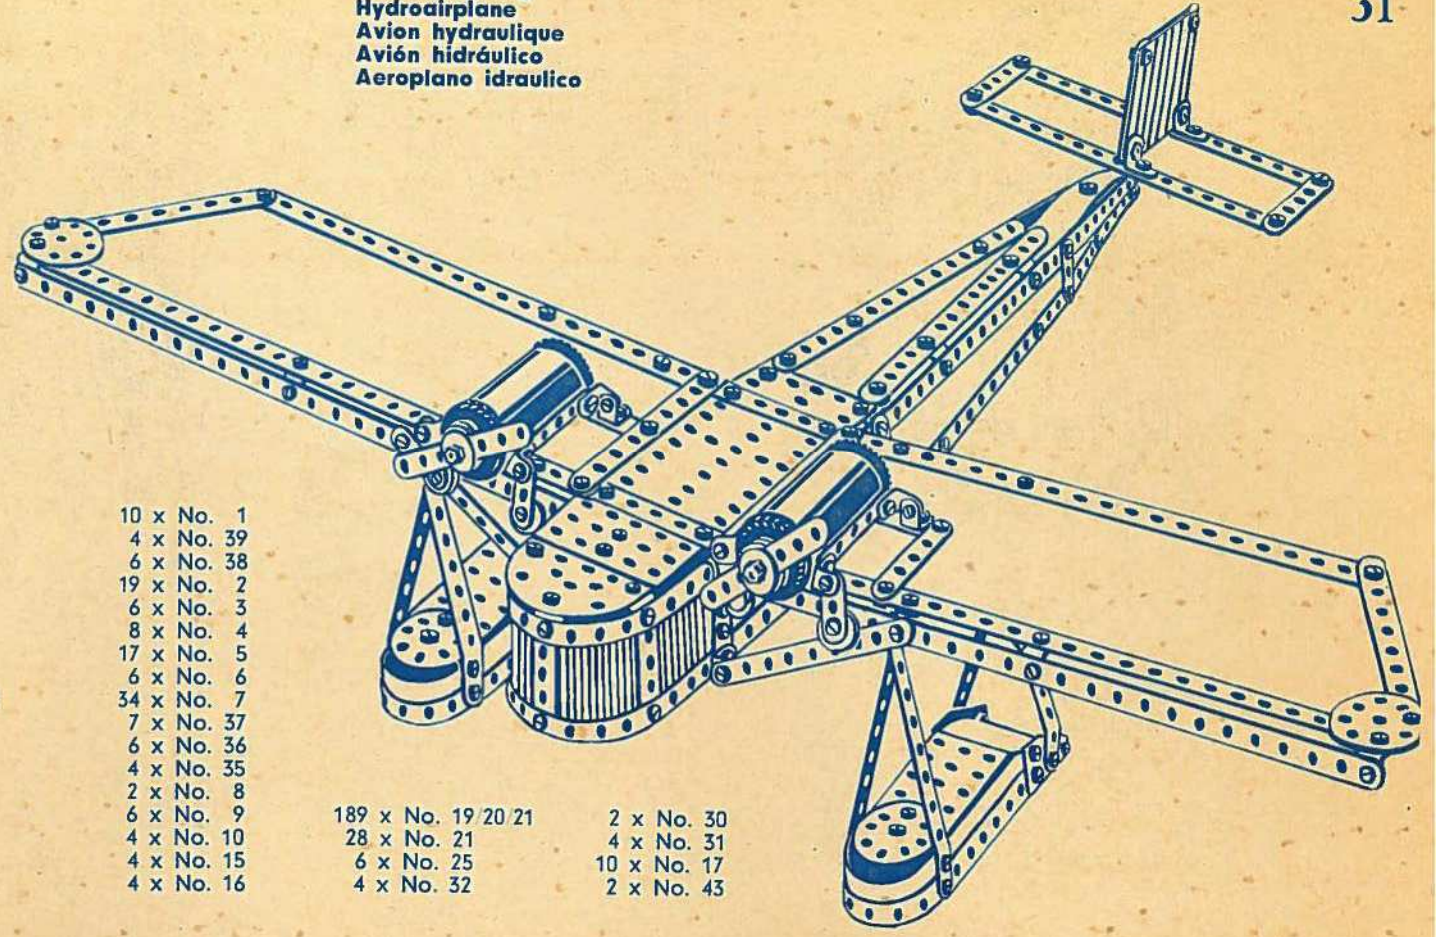 Hydroairplane
Avion hydraulique
Avión hidráulico
Aeroplano idraulico
31
10 x No. 1
4 x No. 39
6 x No. 38
19 x No. 2
6 x No. 3
8 x No. 4
17 x No. 5
6 x No. 6
34 x No. 7
7 x No. 37
6 x No. 36
4 x No. 35
2 x No. 8
6 x No. 9
4 x No. 10
4 x No. 15
4 x No. 16
189 x No. 19/20/21
28 x No. 21
6 x No. 25
4 x No. 32
2 x No. 30
4 x No. 31
10 x No. 17
2 x No. 43